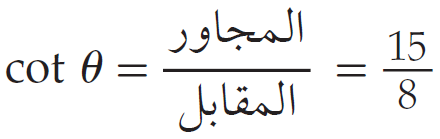 cot θ = المجاور / المقابل = 15 / 8